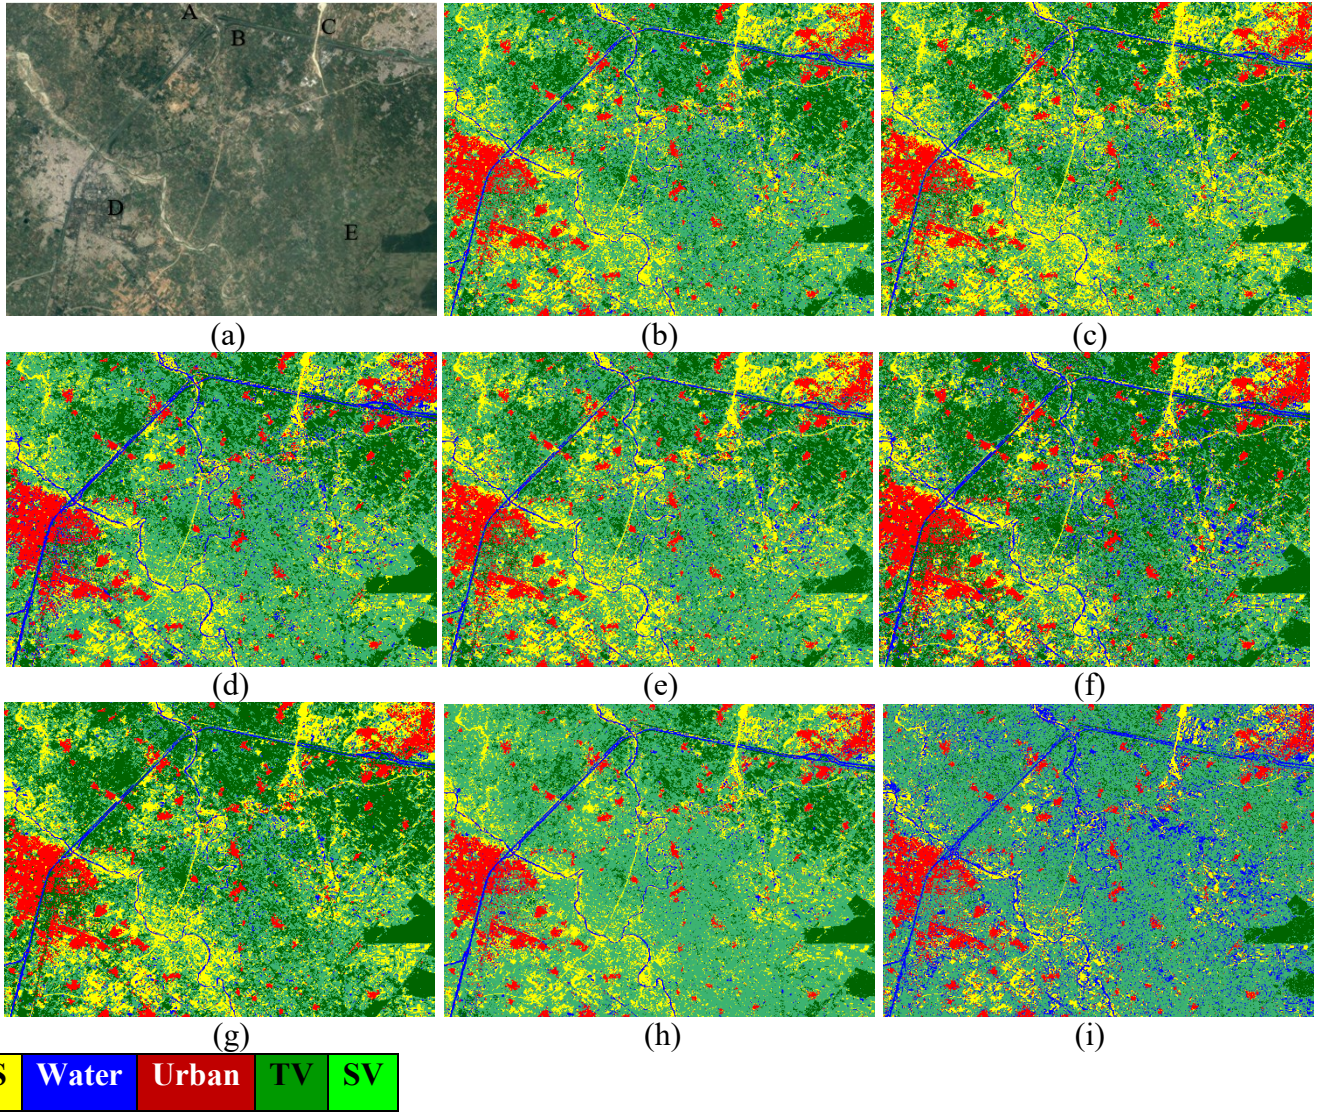 A
B
C
D
E
(a)
(b)
(c)
(d)
(e)
(f)
(g)
(h)
(i)
S Water Urban TV SV